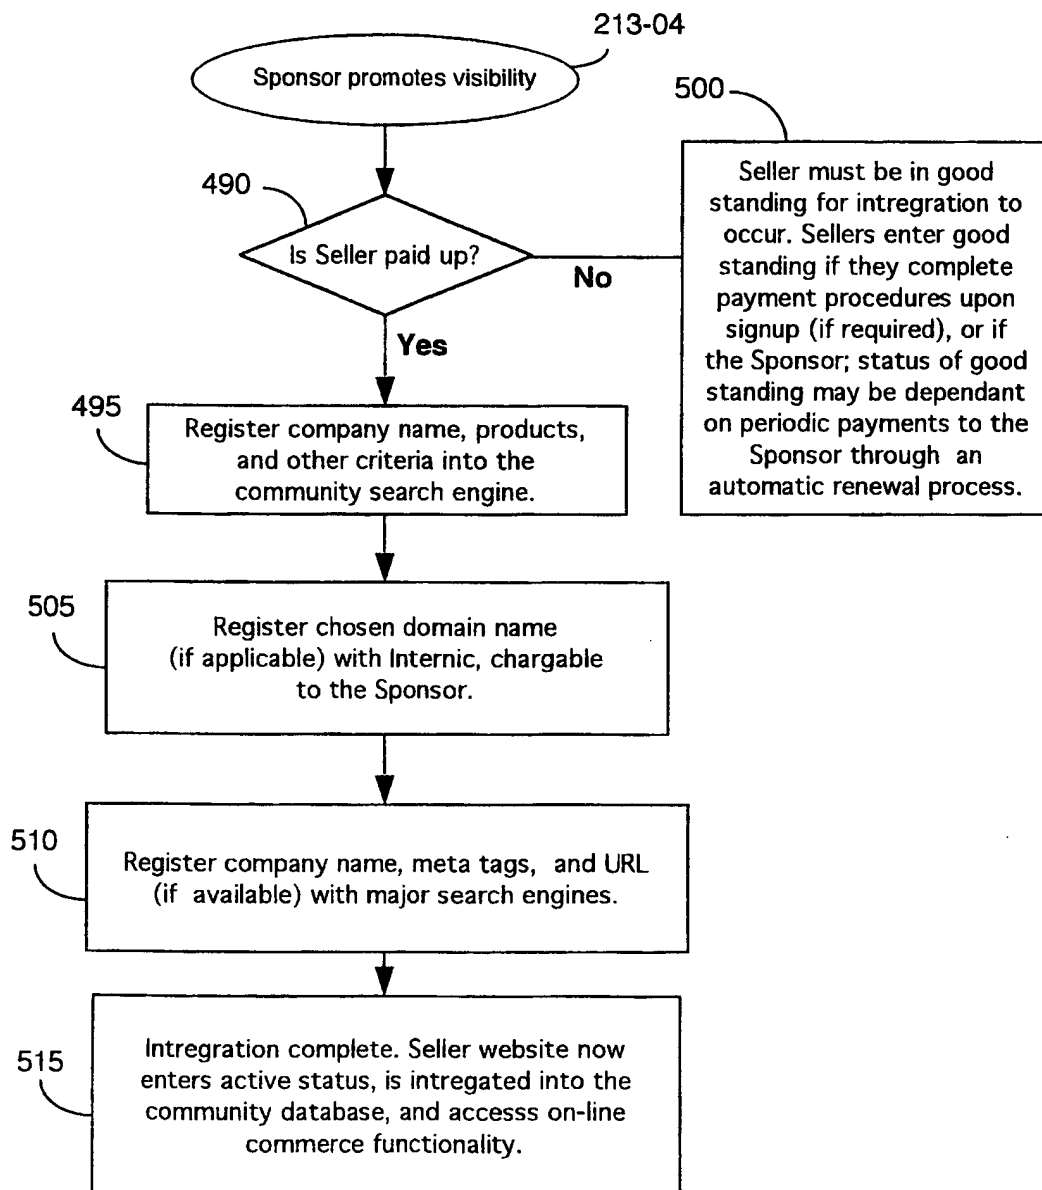 213-04
Sponsor promotes visibility
500
490
Is Seller paid up?
No
Yes
Seller must be in good
standing for intregration to
occur. Sellers enter good
standing if they complete
payment procedures upon
signup (if required), or if
the Sponsor; status of good
standing may be dependant
on periodic payments to the
Sponsor through an
automatic renewal process.
495
Register company name, products,
and other criteria into the
community search engine.
505
Register chosen domain name
(if applicable) with Internic, chargable
to the Sponsor.
510
Register company name, meta tags, and URL
(if available) with major search engines.
515
Intregration complete. Seller website now
enters active status, is intregated into the
community database, and accesss on-line
commerce functionality.